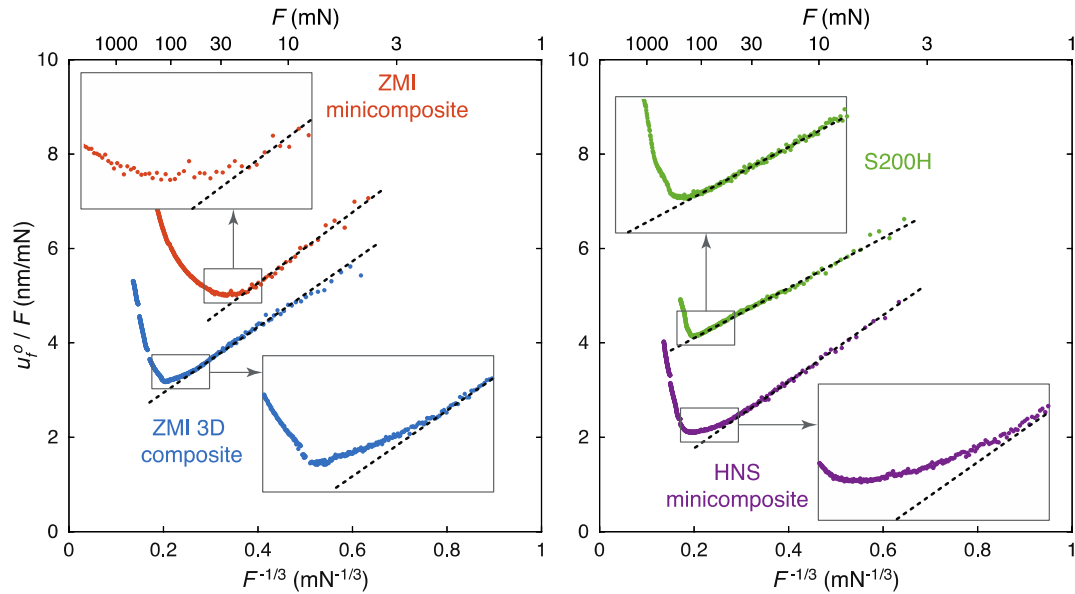 F (mN)
1000 100 30 10 3 1
10
8
6
4
2
0
u_f^o / F (nm/mN)
ZMI
minicomposite
ZMI 3D
composite
0 0.2 0.4 0.6 0.8 1
F^-1/3 (mN^-1/3)
F (mN)
1000 100 30 10 3 1
10
8
6
4
2
0
S200H
HNS
minicomposite
0 0.2 0.4 0.6 0.8 1
F^-1/3 (mN^-1/3)